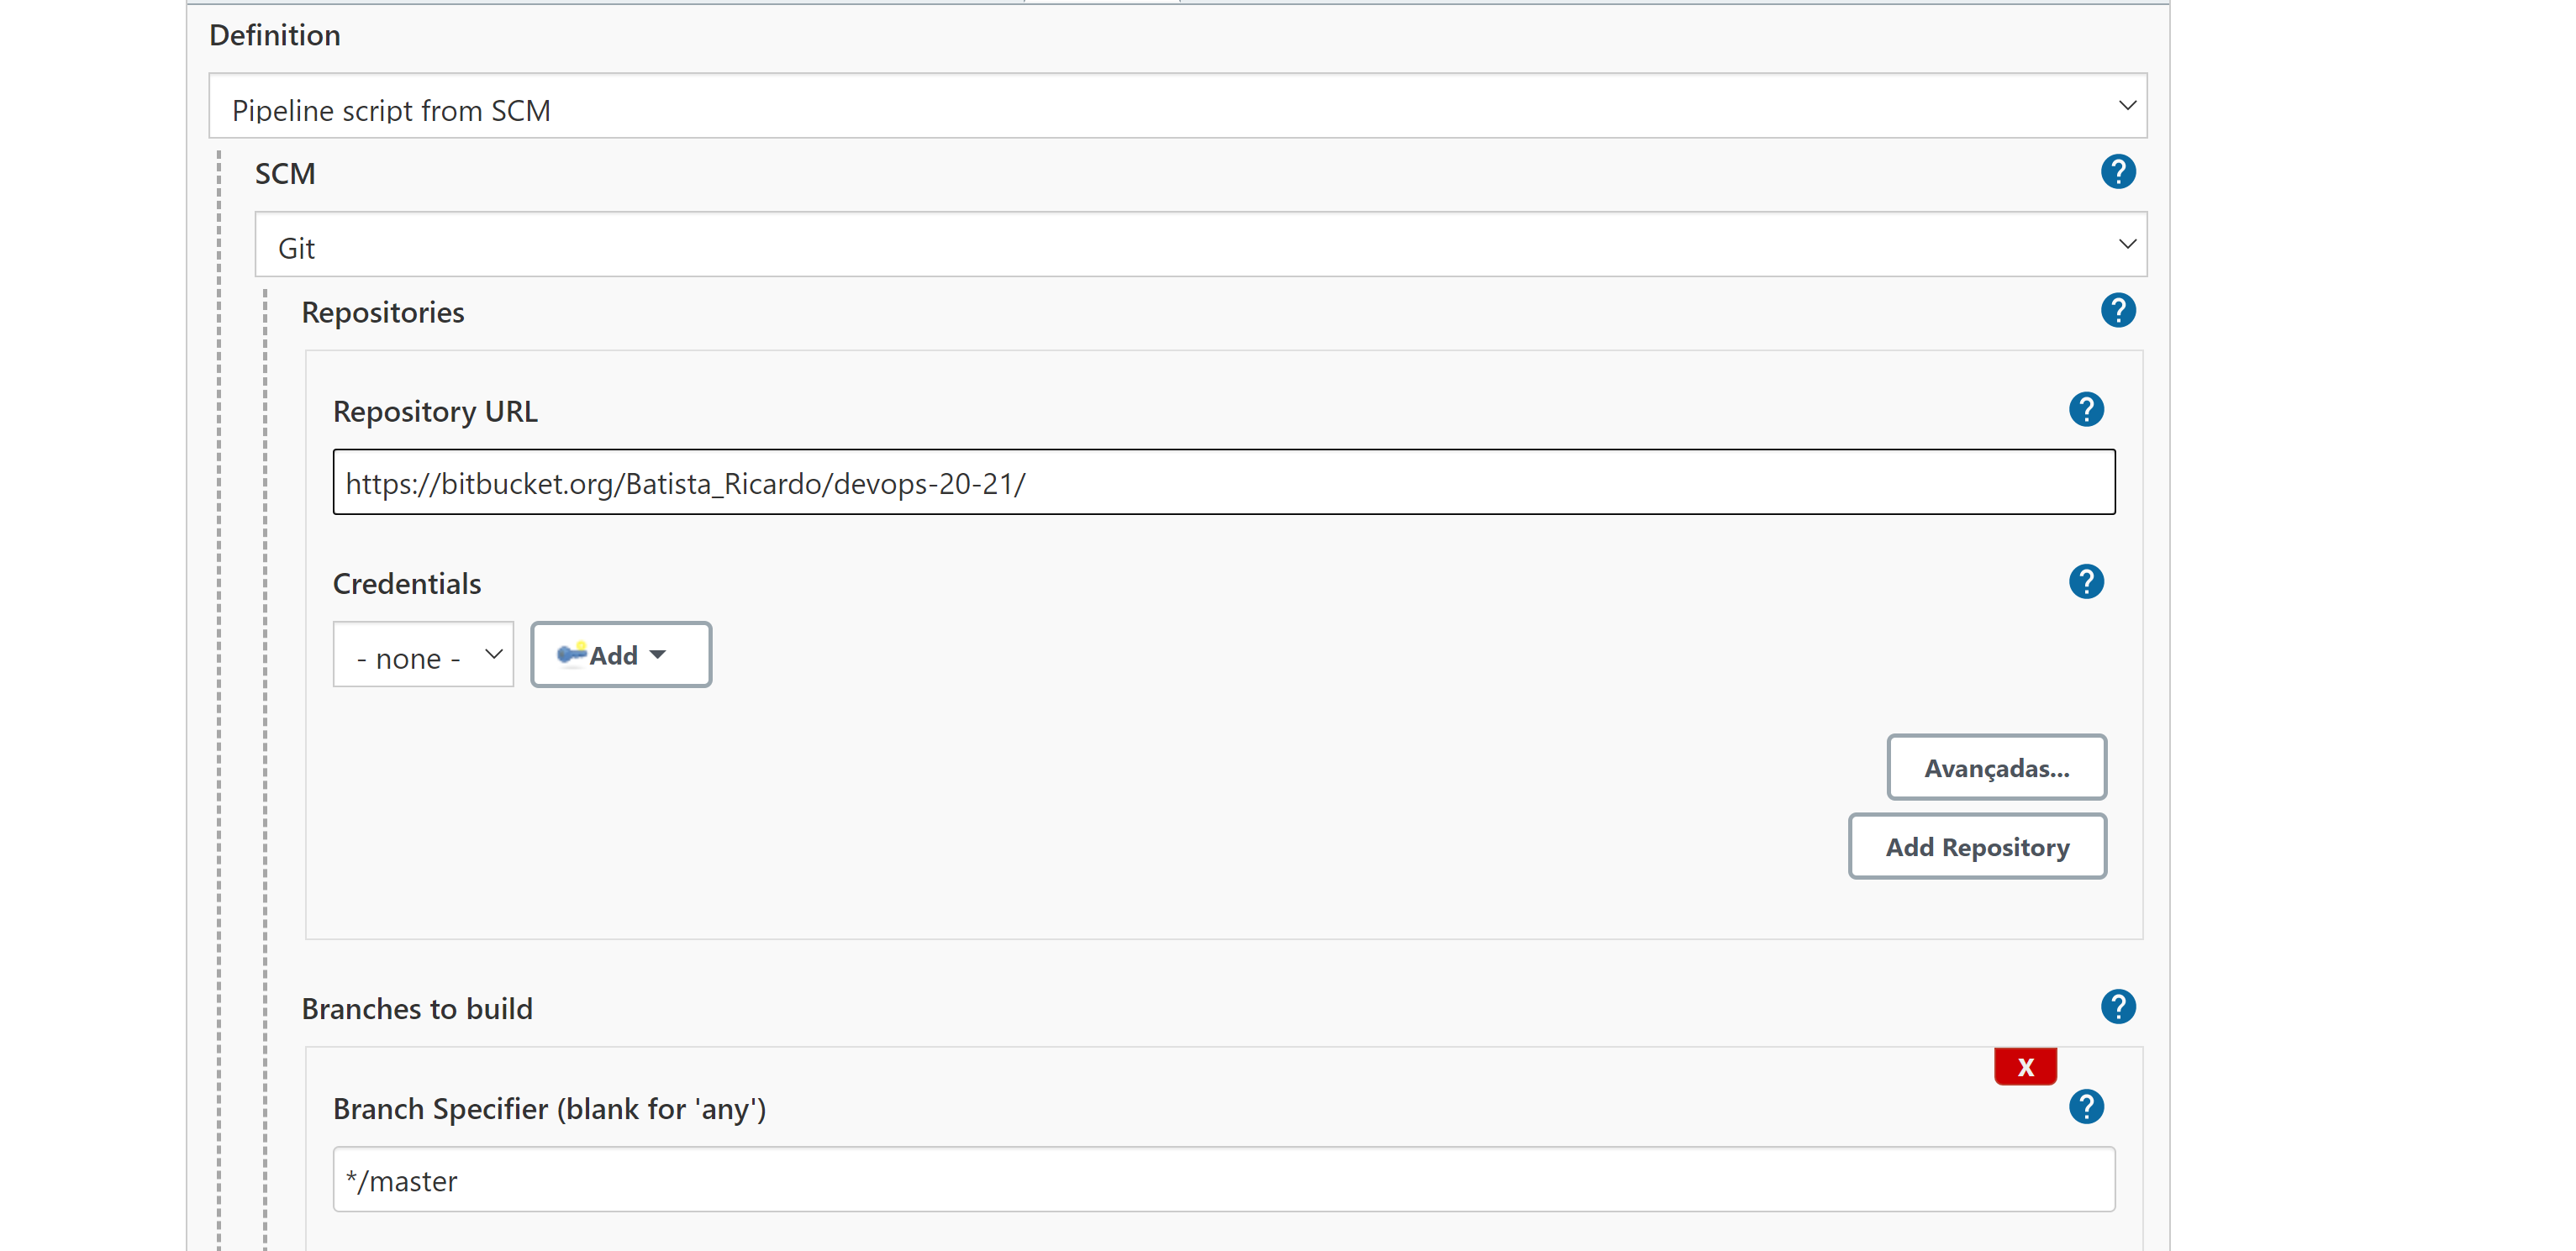 Definition
Pipeline script from SCM
SCM
?
Git
Repositories
?
Repository URL
?
https://bitbucket.org/Batista_Ricardo/devops-20-21/
Credentials
?
- none -
Add
Avançadas...
Add Repository
Branches to build
?
X
Branch Specifier (blank for 'any')
?
*/master